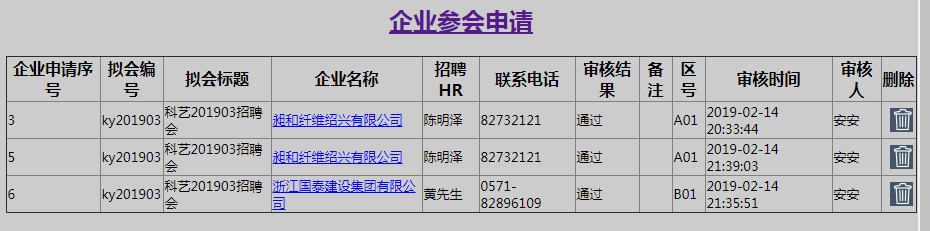 企业参会申请
企业申请序号 拟会编号 拟会标题 企业名称 招聘HR 联系电话 审核结果 备注 区号 审核时间 审核人 删除
3 ky201903 科艺201903招聘会 昶和纤维绍兴有限公司 陈明泽 82732121 通过 A01 2019-02-14 20:33:44 安安
5 ky201903 科艺201903招聘会 昶和纤维绍兴有限公司 陈明泽 82732121 通过 A01 2019-02-14 21:39:03 安安
6 ky201903 科艺201903招聘会 浙江国泰建设集团有限公司 黄先生 0571-82896109 通过 B01 2019-02-14 21:35:51 安安